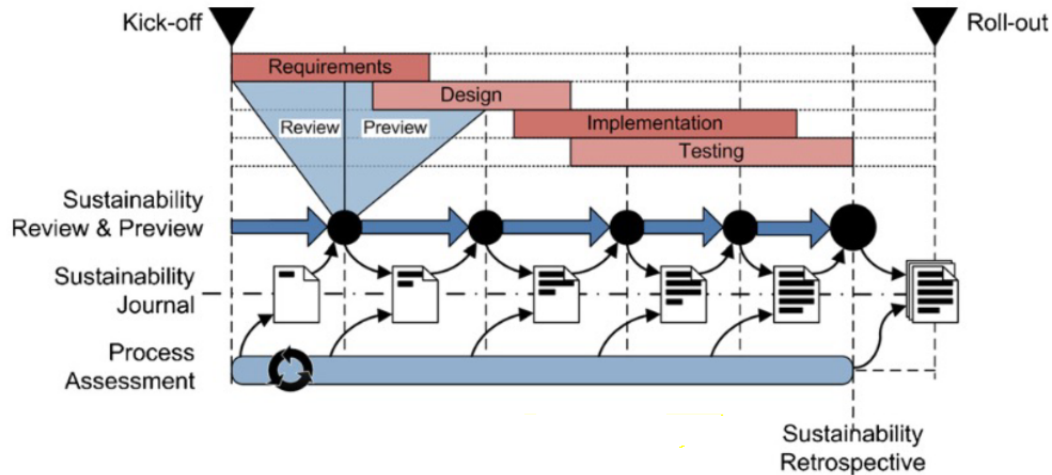 Kick-off
Roll-out
Requirements
Design
Review
Preview
Implementation
Testing
Sustainability
Review & Preview
Sustainability
Journal
Process
Assessment
Sustainability
Retrospective